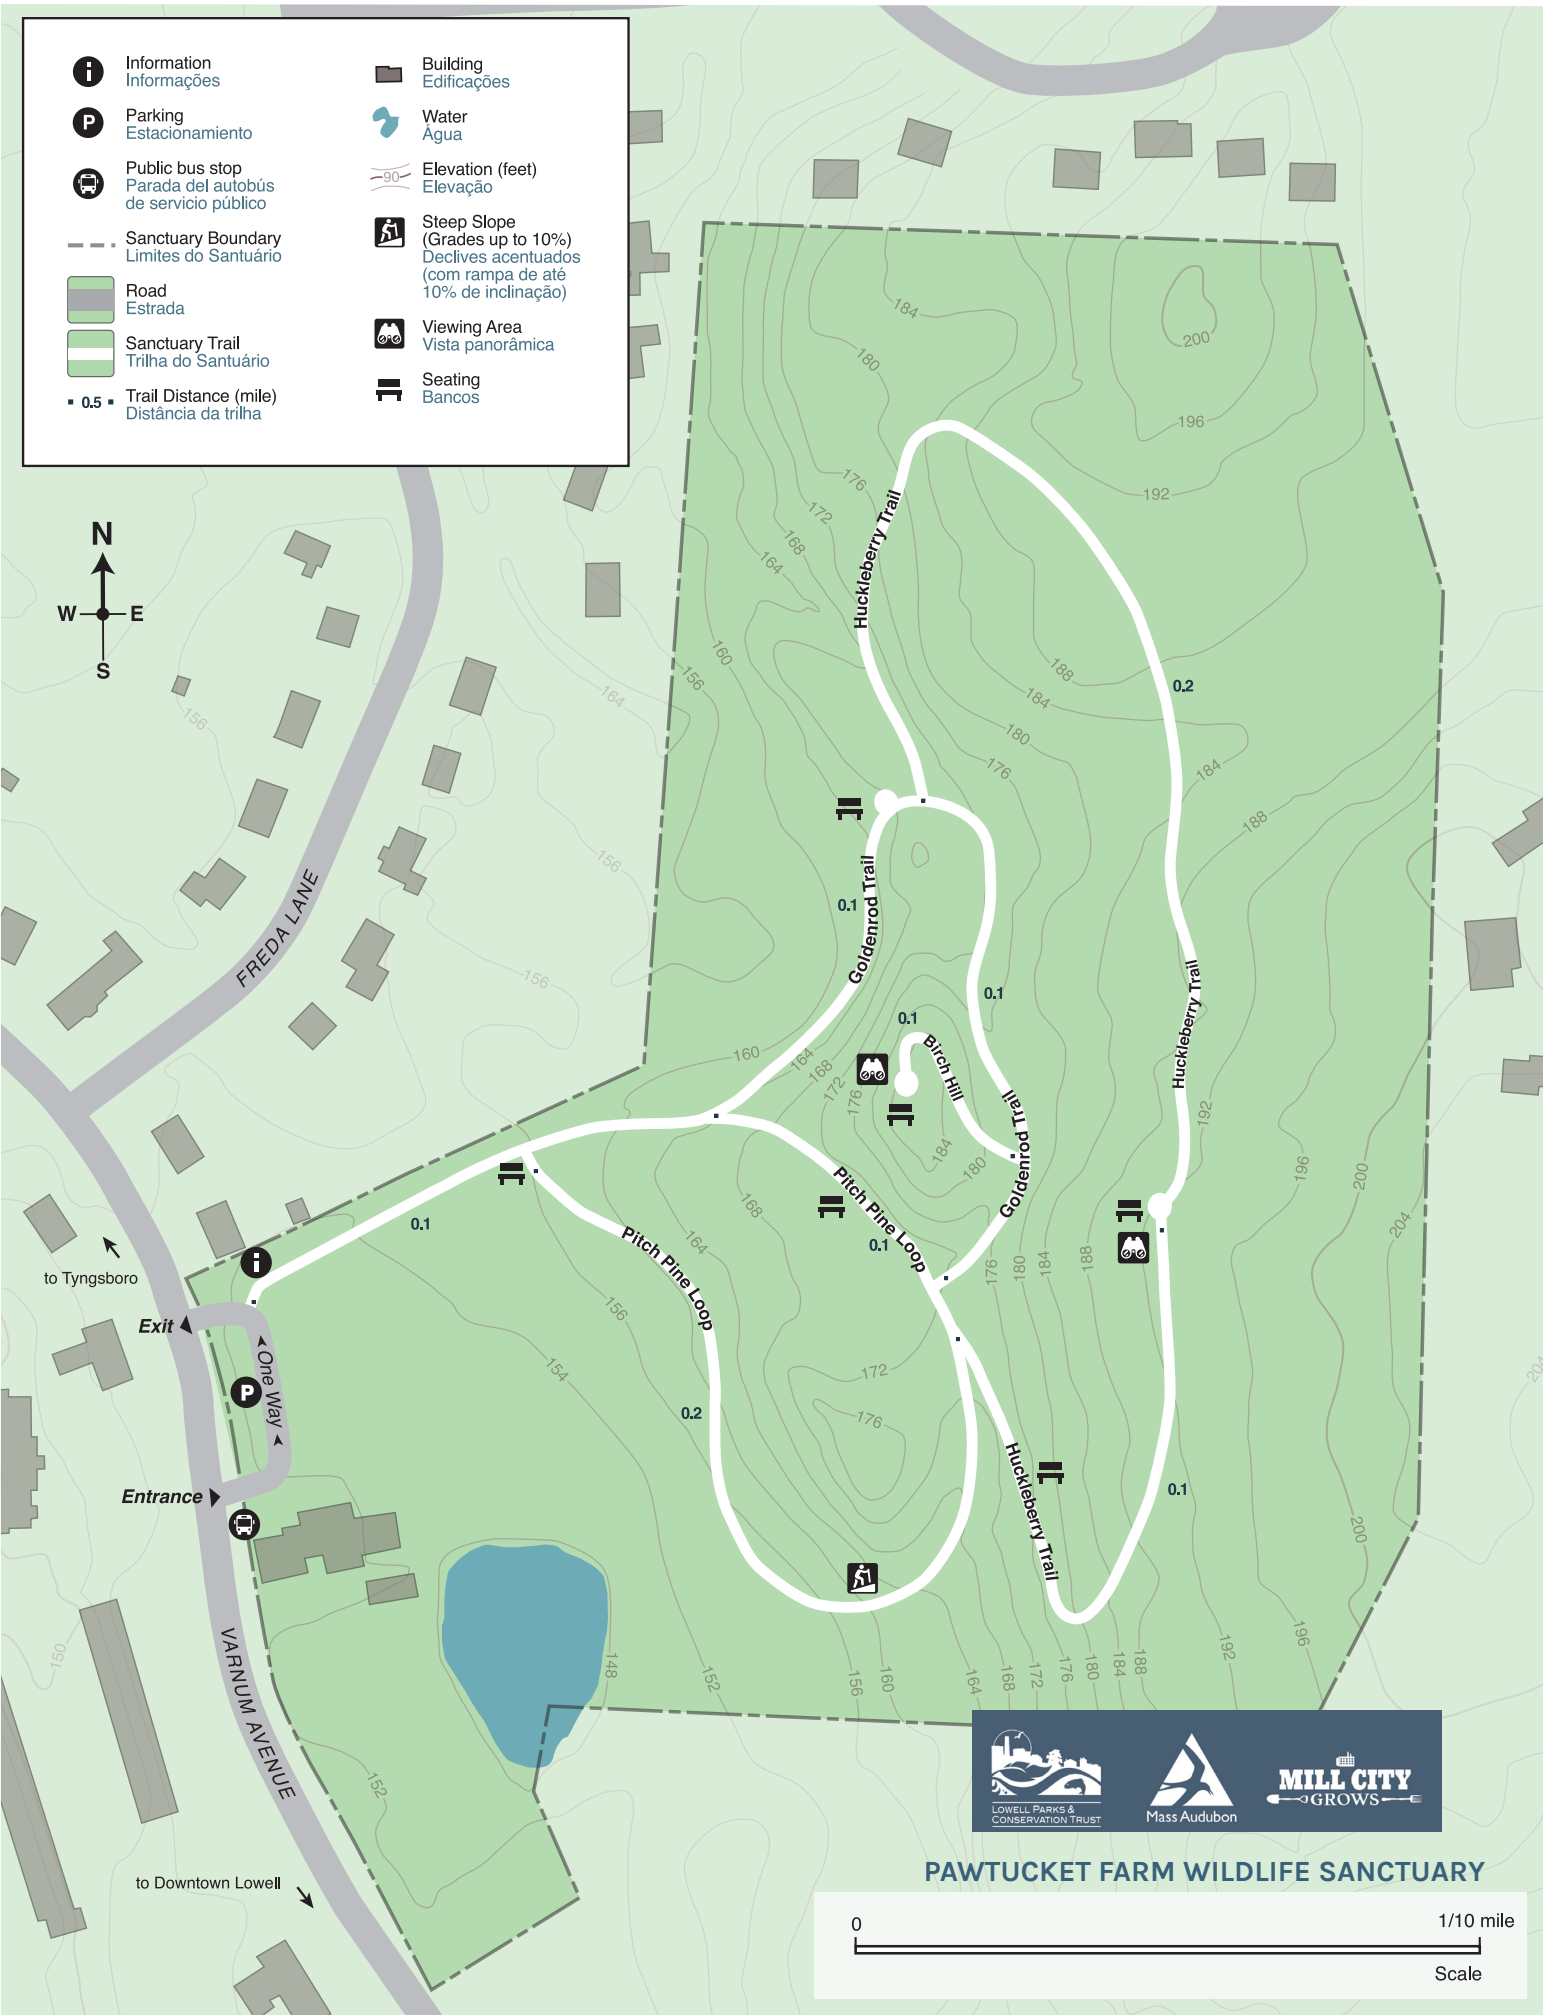 Information
Informações
P
Parking
Estacionamiento
Public bus stop
Parada del autobús
de servicio público
Sanctuary Boundary
Limites do Santuário
Road
Estrada
Sanctuary Trail
Trilha do Santuário
0.5
Trail Distance (mile)
Distância da trilha
Building
Edificações
Water
Água
90
Elevation (feet)
Elevação
Steep Slope
(Grades up to 10%)
Declives acentuados
(com rampa de até
10% de inclinação)
Viewing Area
Vista panorâmica
Seating
Bancos
N
W
E
S
184
200
180
196
176
192
172
168
164
Huckleberry Trail
160
156
164
156
188
184
0.2
180
176
184
188
156
Goldenrod Trail
0.1
FREDA LANE
156
0.1
0.1
Huckleberry Trail
Birch Hill
160
164
168
172
176
184
180
Goldenrod Trail
192
196
200
204
Pitch Pine Loop
0.1
168
164
0.1
Pitch Pine Loop
176
180
184
188
to Tyngsboro
Exit
One Way
P
156
154
172
176
204
0.2
Huckleberry Trail
0.1
200
Entrance
150
148
152
156
160
164
168
172
176
180
184
188
192
196
VARNUM AVENUE
152
to Downtown Lowell
LOWELL PARKS &
CONSERVATION TRUST
Mass Audubon
MILL CITY
GROWS
PAWTUCKET FARM WILDLIFE SANCTUARY
0
1/10 mile
Scale